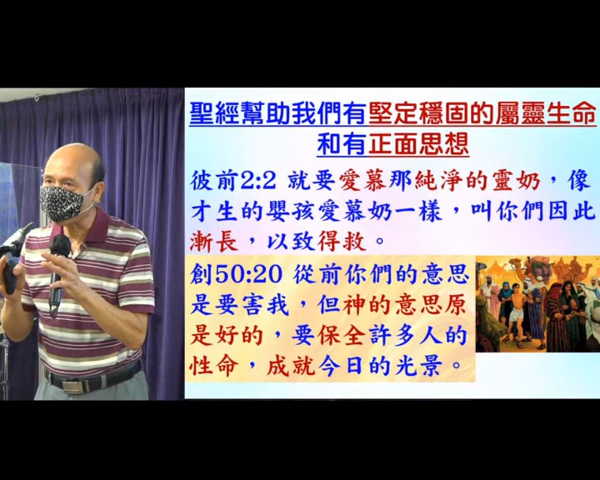 聖經幫助我們有堅定穩固的屬靈生命
和有正面思想
彼前2:2 就要愛慕那純淨的靈奶，像
才生的嬰孩愛慕奶一樣，叫你們因此
漸長，以致得救。
創50:20 從前你們的意思
是要害我，但神的意思原
是好的，要保全許多人的
性命，成就今日的光景。